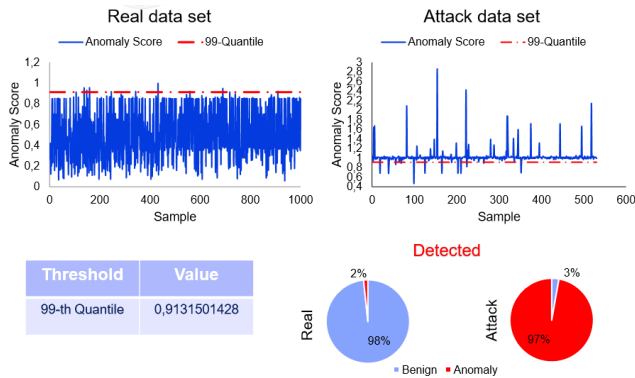 Real data set
Anomaly Score
99-Quantile
1,2
1
0,8
0,6
0,4
0,2
0
Anomaly Score
0
200
400
600
800
1000
Sample
Attack data set
Anomaly Score
99-Quantile
3
2,8
2,6
2,4
2,2
2
1,8
1,6
1,4
1,2
1
0,8
0,6
0,4
Anomaly Score
0
100
200
300
400
500
600
Sample
Threshold Value
99-th Quantile 0,9131501428
Detected
Real
2%
98%
Attack
3%
97%
Benign Anomaly